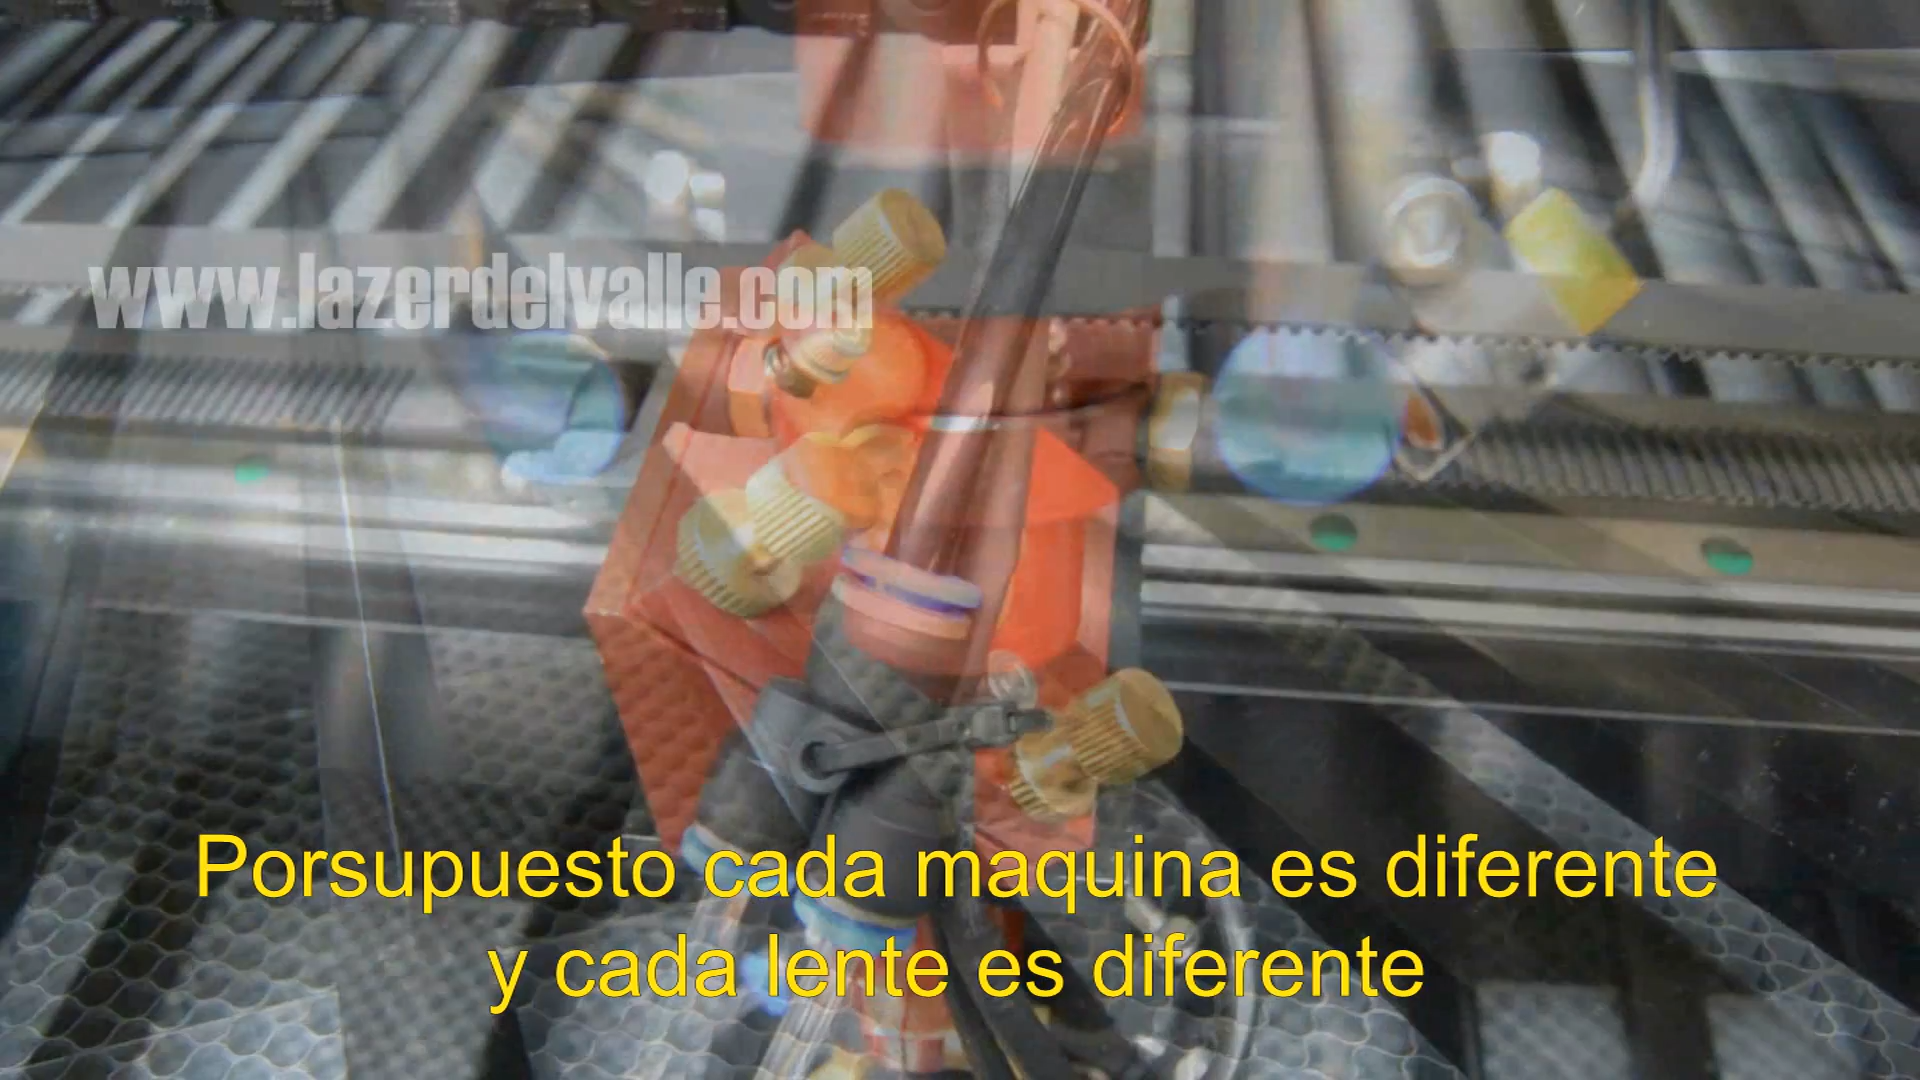 www.lazerdelvalle.com
Porsupuesto cada maquina es diferente
y cada lente es diferente